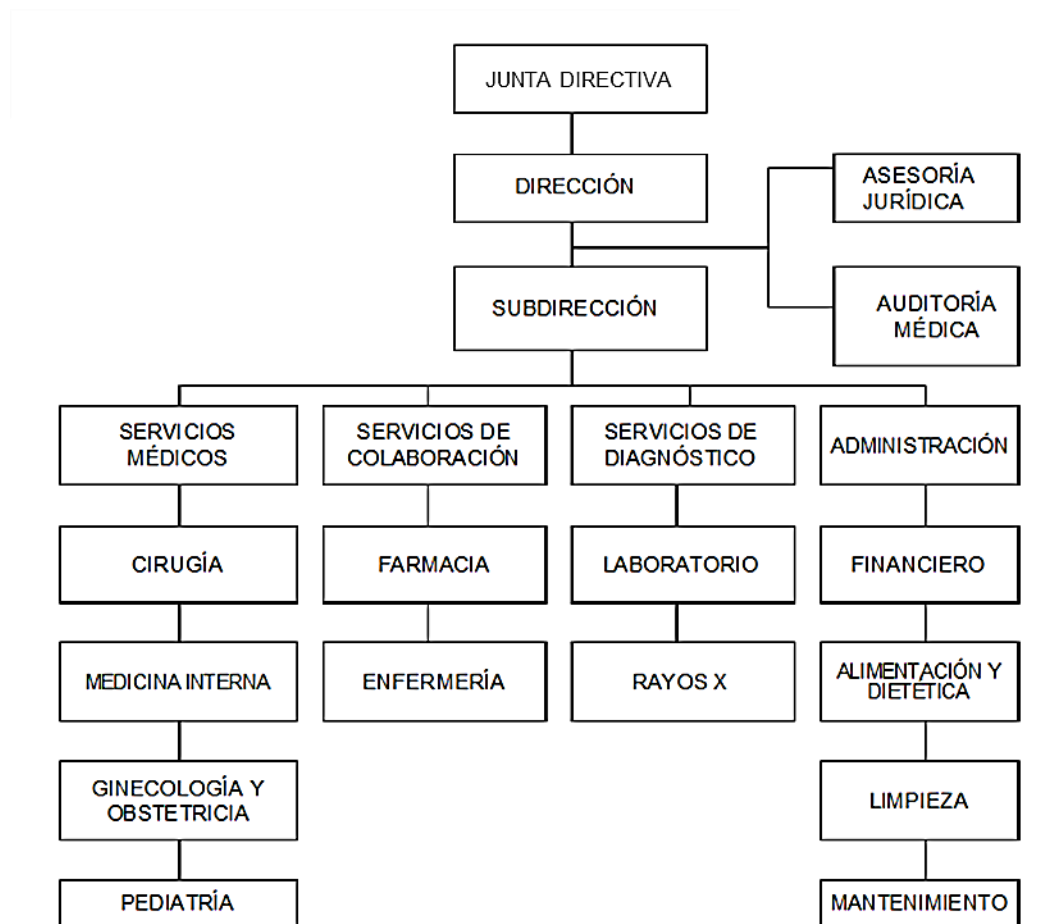 JUNTA DIRECTIVA
DIRECCIÓN
ASESORÍA
JURÍDICA
SUBDIRECCIÓN
AUDITORÍA
MÉDICA
SERVICIOS
MÉDICOS
SERVICIOS DE
COLABORACIÓN
SERVICIOS DE
DIAGNÓSTICO
ADMINISTRACIÓN
CIRUGÍA
FARMACIA
LABORATORIO
FINANCIERO
MEDICINA INTERNA
ENFERMERÍA
RAYOS X
ALIMENTACIÓN Y
DIETÉTICA
GINECOLOGÍA Y
OBSTETRICIA
LIMPIEZA
PEDIATRÍA
MANTENIMIENTO